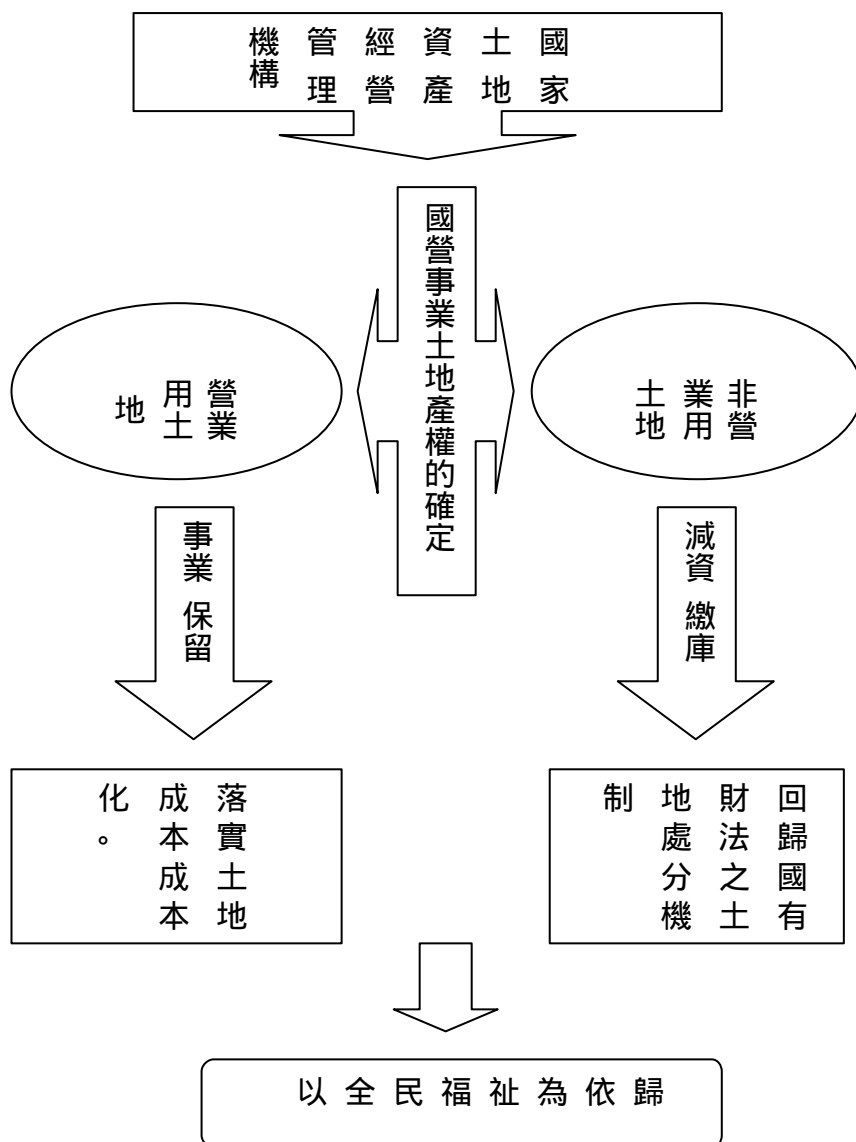 國家
土地
資產
經營
管理
機構
國營事業土地產權的確定
非營
業用
土地
營業
用土
地
減資 繳庫
事業 保留
回歸國有
財法之土
地處分機
制
落實土地
成本成本
化。
以全民福祉為依歸